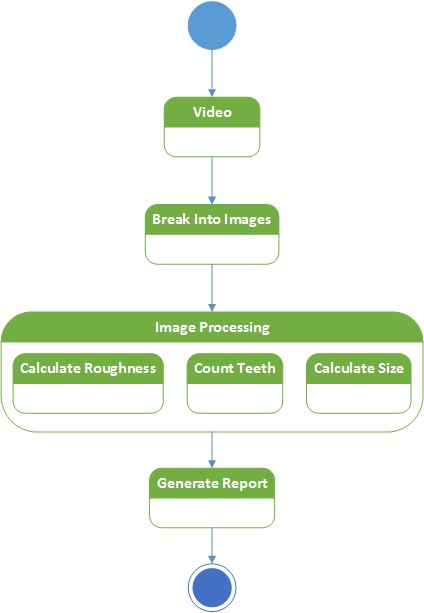 Video
Break Into Images
Image Processing
Calculate Roughness
Count Teeth
Calculate Size
Generate Report